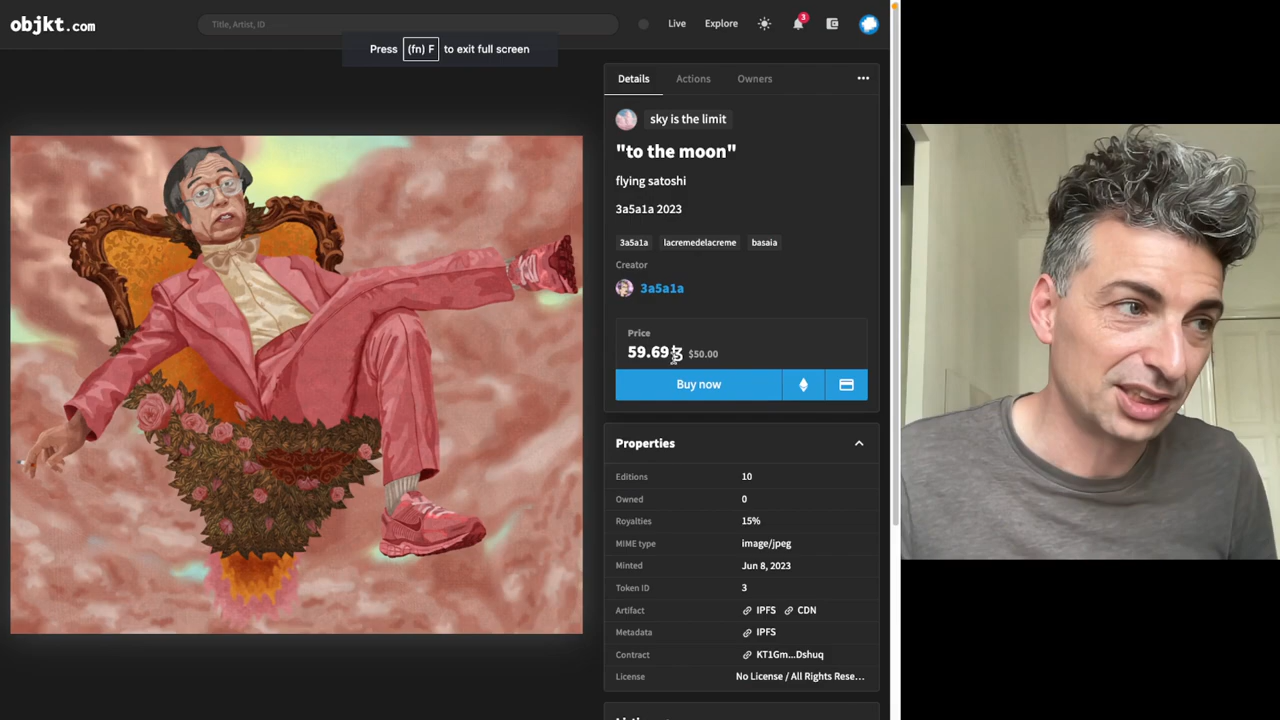 objkt.com
Title, Artist, ID
Live
Explore
3
Press (fn) F to exit full screen
Details
Actions
Owners
sky is the limit
"to the moon"
flying satoshi
3a5a1a 2023
3a5a1a
lacremedelacreme
basaia
Creator
3a5a1a
Price
59.69 ꜩ $50.00
Buy now
Properties
Editions 10
Owned 0
Royalties 15%
MIME type image/jpeg
Minted Jun 8, 2023
Token ID 3
Artifact IPFS CDN
Metadata IPFS
Contract KT1Gm...Dshuq
License No License / All Rights Rese...